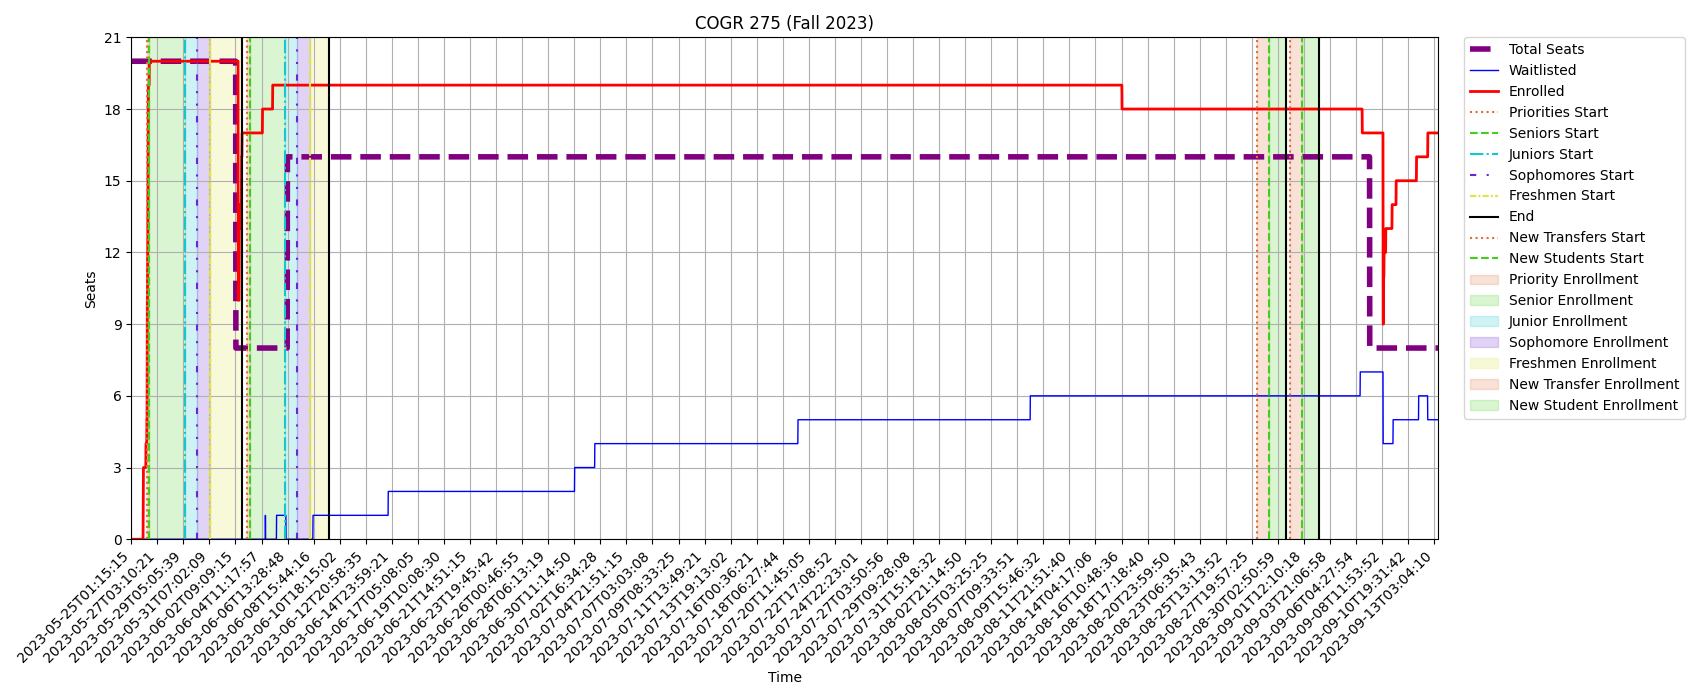 COGR 275 (Fall 2023)
21
18
15
12
9
6
3
0
Seats
2023-05-25T01:15:15
2023-05-27T03:10:21
2023-05-29T05:05:39
2023-05-31T07:02:09
2023-06-02T09:09:15
2023-06-04T11:17:57
2023-06-06T13:28:48
2023-06-08T15:44:16
2023-06-10T18:15:02
2023-06-12T20:58:35
2023-06-14T23:59:21
2023-06-17T05:08:05
2023-06-19T10:08:30
2023-06-21T14:51:15
2023-06-23T19:45:42
2023-06-26T00:46:55
2023-06-28T06:13:19
2023-06-30T11:14:50
2023-07-02T16:34:28
2023-07-04T21:51:15
2023-07-07T03:03:08
2023-07-09T08:33:25
2023-07-11T13:49:21
2023-07-13T19:13:02
2023-07-16T00:36:21
2023-07-18T06:27:44
2023-07-20T11:45:05
2023-07-22T17:08:52
2023-07-24T22:23:01
2023-07-27T03:50:56
2023-07-29T09:28:08
2023-07-31T15:18:32
2023-08-02T21:14:50
2023-08-05T03:25:25
2023-08-07T09:33:51
2023-08-09T15:46:32
2023-08-11T21:51:40
2023-08-14T04:17:06
2023-08-16T10:48:36
2023-08-18T17:18:40
2023-08-20T23:59:50
2023-08-23T06:35:43
2023-08-25T13:13:52
2023-08-27T19:57:25
2023-08-30T02:50:59
2023-09-01T12:10:18
2023-09-03T21:06:58
2023-09-06T04:27:54
2023-09-08T11:53:52
2023-09-10T19:31:42
2023-09-13T03:04:10
Time
Total Seats
Waitlisted
Enrolled
Priorities Start
Seniors Start
Juniors Start
Sophomores Start
Freshmen Start
End
New Transfers Start
New Students Start
Priority Enrollment
Senior Enrollment
Junior Enrollment
Sophomore Enrollment
Freshmen Enrollment
New Transfer Enrollment
New Student Enrollment